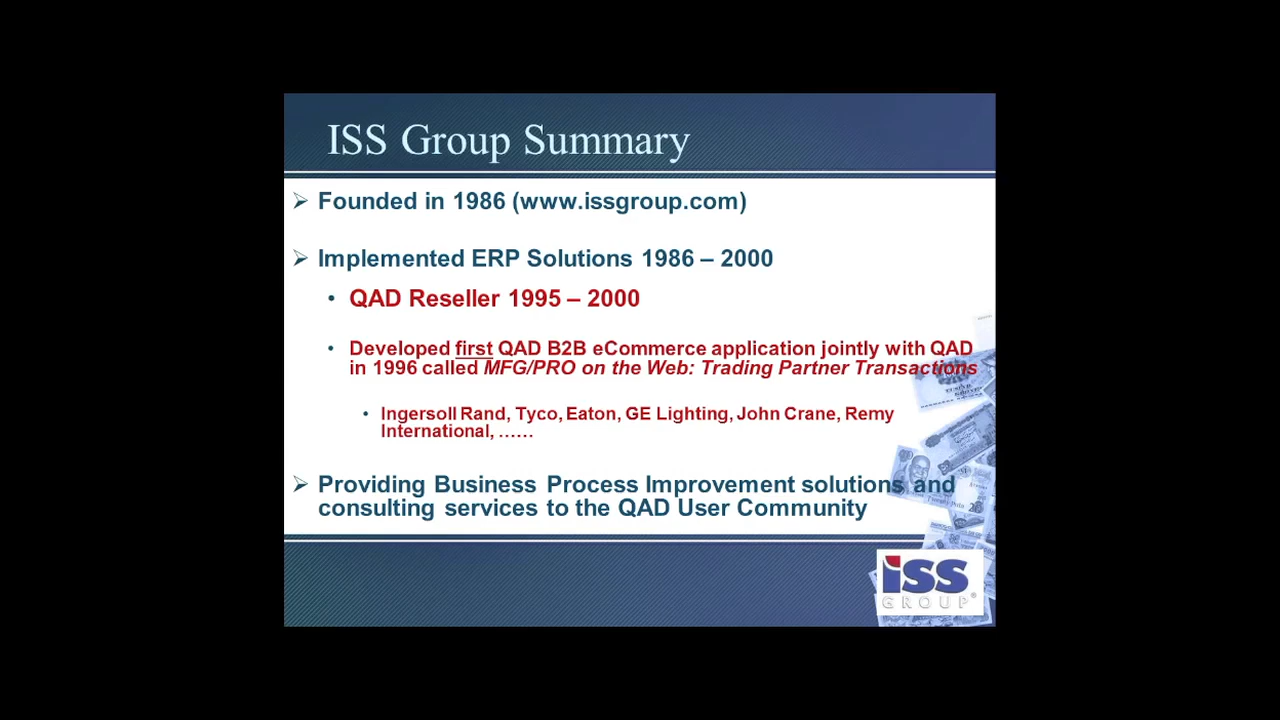 ISS Group Summary
➢ Founded in 1986 (www.issgroup.com)
➢ Implemented ERP Solutions 1986 – 2000
• QAD Reseller 1995 – 2000
• Developed first QAD B2B eCommerce application jointly with QAD
in 1996 called MFG/PRO on the Web: Trading Partner Transactions
• Ingersoll Rand, Tyco, Eaton, GE Lighting, John Crane, Remy
International, ……
➢ Providing Business Process Improvement solutions and
consulting services to the QAD User Community
iSS
GROUP®